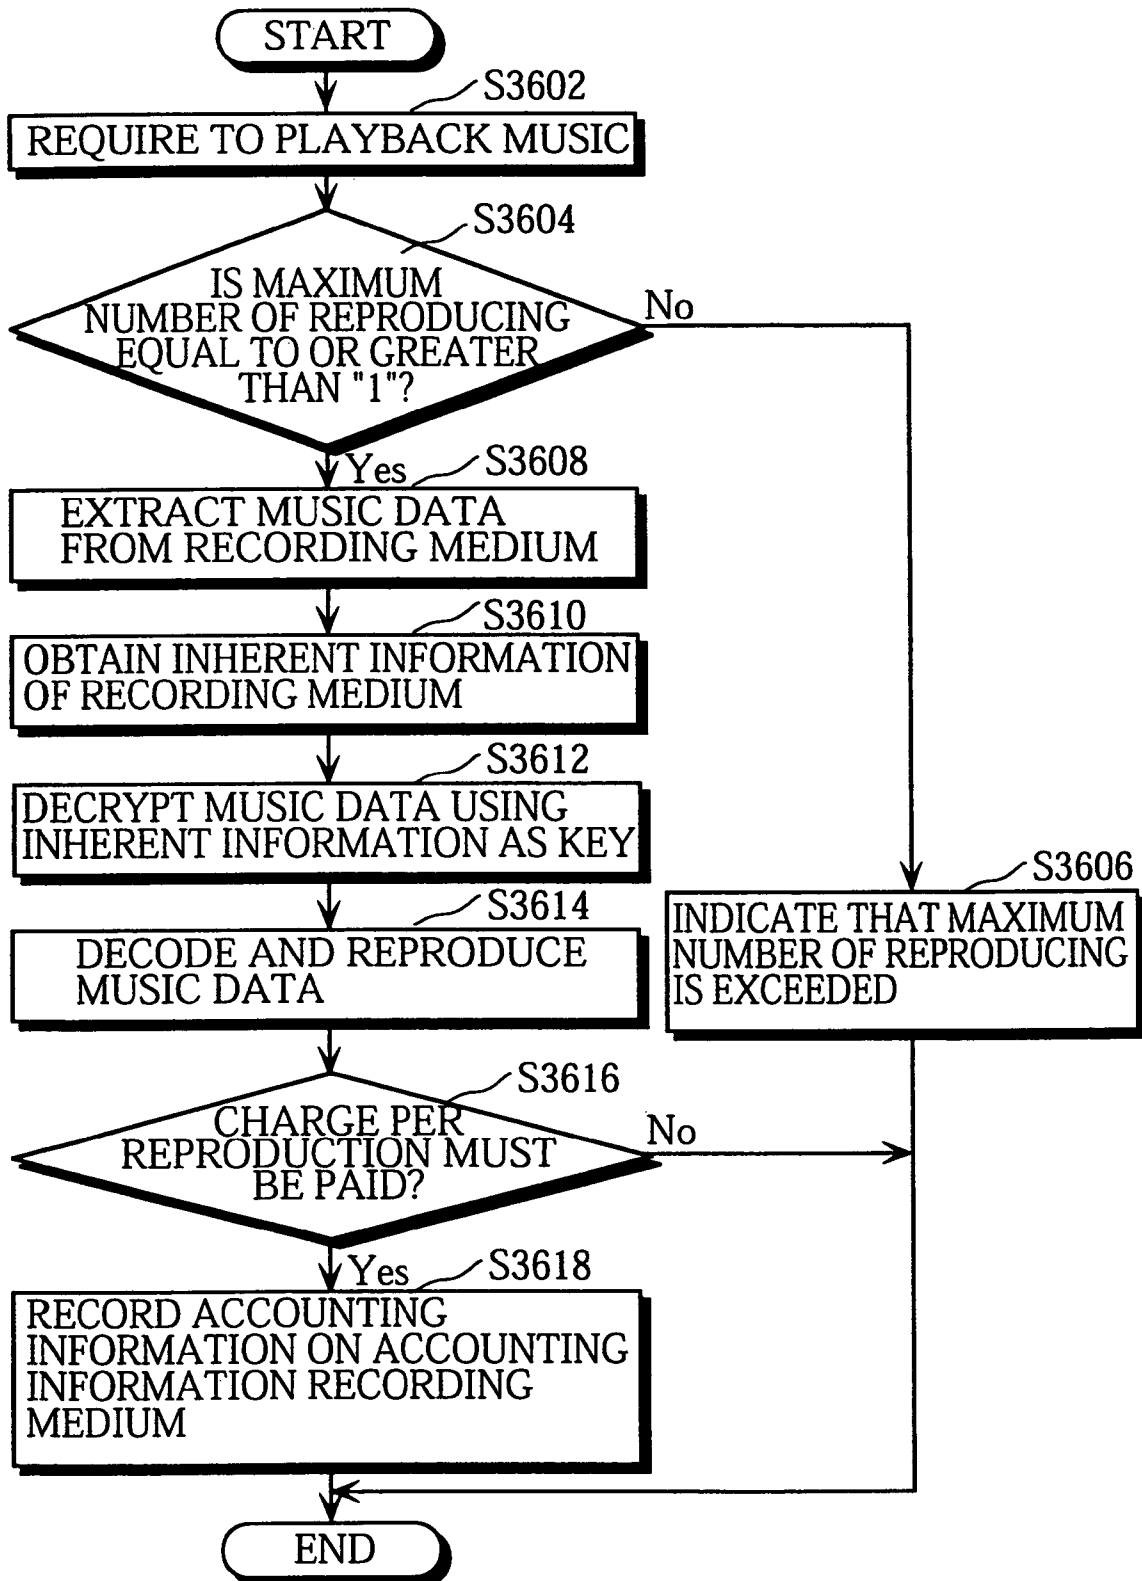 START
S3602
REQUIRE TO PLAYBACK MUSIC
S3604
IS MAXIMUM
NUMBER OF REPRODUCING
EQUAL TO OR GREATER
THAN "1"?
No
Yes
S3608
EXTRACT MUSIC DATA
FROM RECORDING MEDIUM
S3610
OBTAIN INHERENT INFORMATION
OF RECORDING MEDIUM
S3612
DECRYPT MUSIC DATA USING
INHERENT INFORMATION AS KEY
S3606
INDICATE THAT MAXIMUM
NUMBER OF REPRODUCING
IS EXCEEDED
S3614
DECODE AND REPRODUCE
MUSIC DATA
S3616
CHARGE PER
REPRODUCTION MUST
BE PAID?
No
Yes
S3618
RECORD ACCOUNTING
INFORMATION ON ACCOUNTING
INFORMATION RECORDING
MEDIUM
END